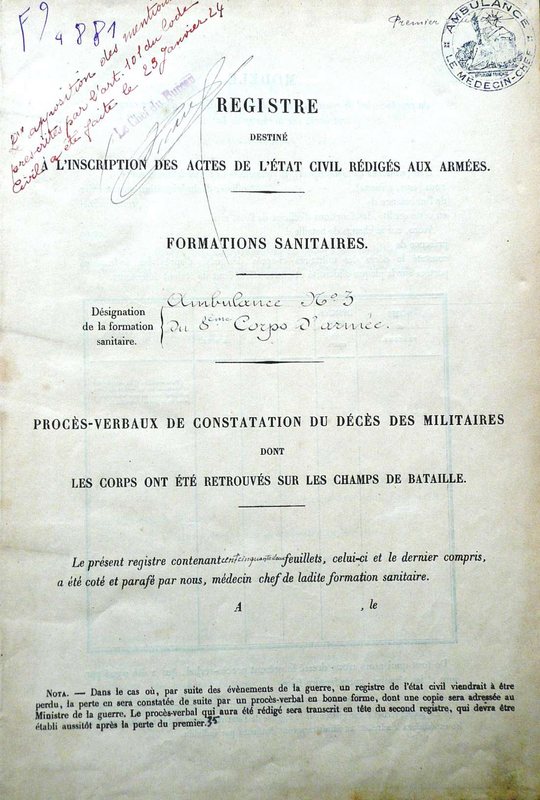 F9
4 881
L'apposition des mentions
prescrites par l'art. 101 du Code
Civil a été faite le 23 Janvier 24
Le Chef du Bureau
Premier
AMBULANCE
LE MÉDECIN-CHEF
REGISTRE
DESTINÉ
A L'INSCRIPTION DES ACTES DE L'ÉTAT CIVIL RÉDIGÉS AUX ARMÉES.
FORMATIONS SANITAIRES.
Désignation
de la formation
sanitaire.
Ambulance No 3
du 8ème Corps d'armée.
PROCÈS-VERBAUX DE CONSTATATION DU DÉCÈS DES MILITAIRES
DONT
LES CORPS ONT ÉTÉ RETROUVÉS SUR LES CHAMPS DE BATAILLE.
Le présent registre contenant cent cinquante deux feuillets, celui-ci et le dernier compris,
a été coté et parafé par nous, médecin chef de ladite formation sanitaire.
A , le
NOTA. — Dans le cas où, par suite des évènements de la guerre, un registre de l'état civil viendrait à être
perdu, la perte en sera constatée de suite par un procès-verbal en bonne forme, dont une copie sera adressée au
Ministre de la guerre. Le procès-verbal qui aura été rédigé sera transcrit en tête du second registre, qui devra être
établi aussitôt après la perte du premier. 35